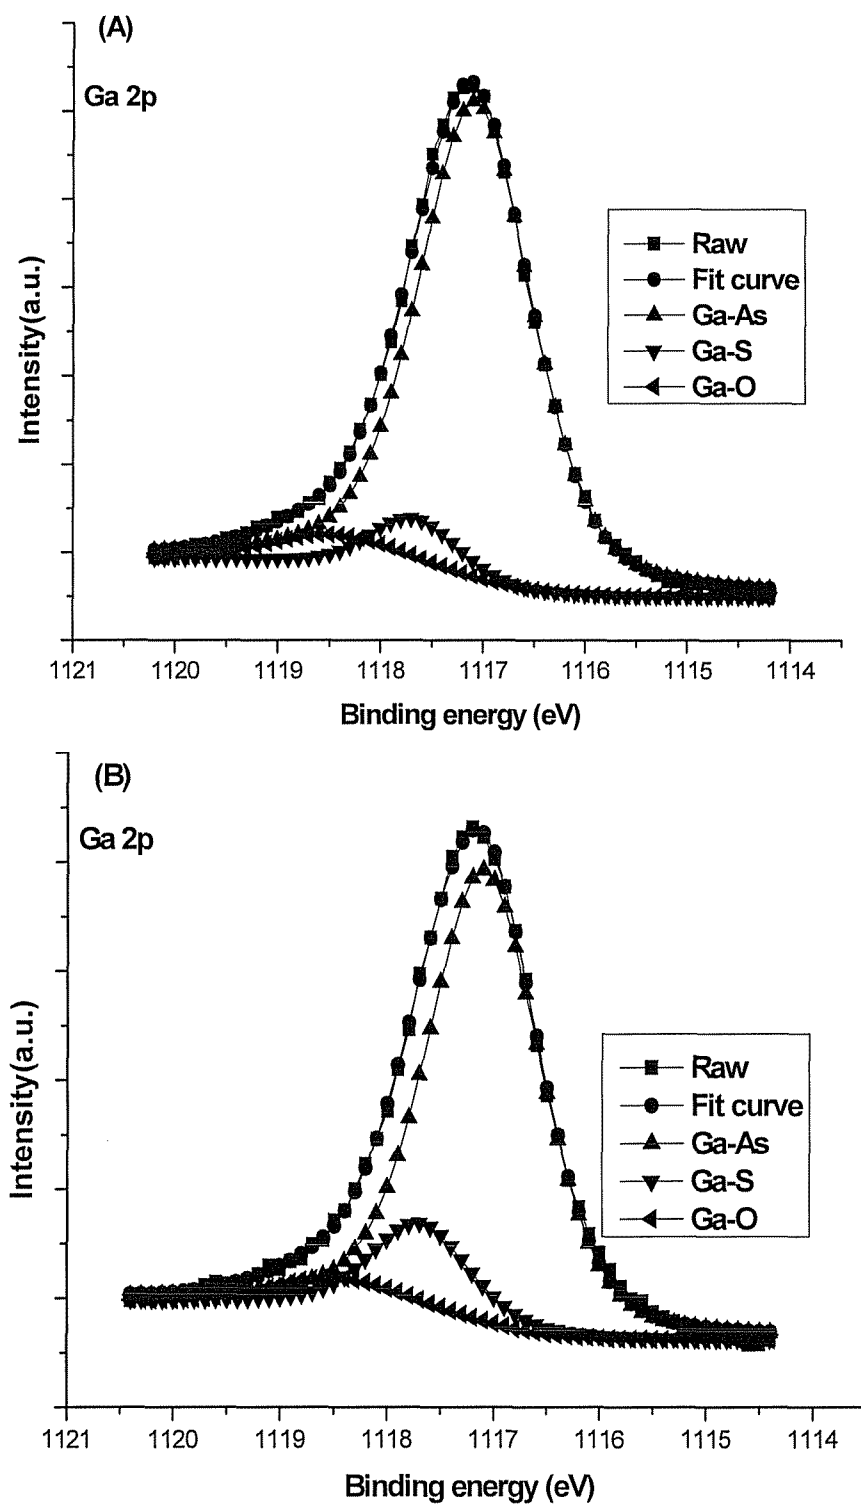 (A)
Ga 2p
Intensity(a.u.)
Raw
Fit curve
Ga-As
Ga-S
Ga-O
1121 1120 1119 1118 1117 1116 1115 1114
Binding energy (eV)
(B)
Ga 2p
Intensity(a.u.)
Raw
Fit curve
Ga-As
Ga-S
Ga-O
1121 1120 1119 1118 1117 1116 1115 1114
Binding energy (eV)